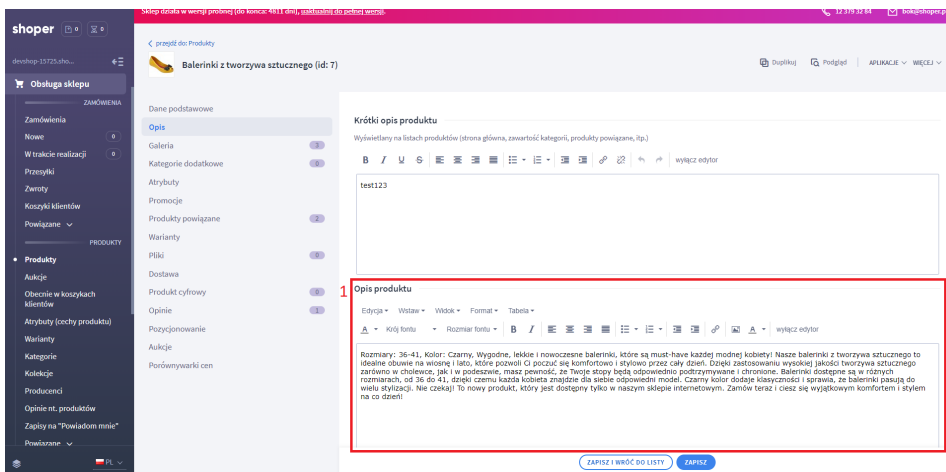 Sklep działa w wersji próbnej (do końca: 4811 dni), uaktualnij do pełnej wersji.
12 379 32 84 bok@shoper.p
shoper 0 0
devshop-15725.sho...
Obsługa sklepu
ZAMÓWIENIA
Zamówienia
Nowe 0
W trakcie realizacji 0
Przesyłki
Zwroty
Koszyki klientów
Powiązane
PRODUKTY
Produkty
Aukcje
Obecnie w koszykach
klientów
Atrybuty (cechy produktu)
Warianty
Kategorie
Kolekcje
Producenci
Opinie nt. produktów
Zapisy na "Powiadom mnie"
Powiązane
PL
przejdź do: Produkty
Balerinki z tworzywa sztucznego (id: 7)
Duplikuj Podgląd APLIKACJE WIĘCEJ
Dane podstawowe
Opis
Galeria 3
Kategorie dodatkowe 0
Atrybuty
Promocje
Produkty powiązane 2
Warianty
Pliki 0
Dostawa
Produkt cyfrowy 0
Opinie 1
Pozycjonowanie
Aukcje
Porównywarki cen
Krótki opis produktu
Wyświetlany na listach produktów (strona główna, zawartość kategorii, produkty powiązane, itp.)
B I U S wyłącz edytor
test123
1
Opis produktu
Edycja Wstaw Widok Format Tabela
A Krój fontu Rozmiar fontu B I A wyłącz edytor
Rozmiary: 36-41, Kolor: Czarny, Wygodne, lekkie i nowoczesne balerinki, które są must-have każdej modnej kobiety! Nasze balerinki z tworzywa sztucznego to
idealne obuwie na wiosnę i lato, które pozwoli Ci poczuć się komfortowo i stylowo przez cały dzień. Dzięki zastosowaniu wysokiej jakości tworzywa sztucznego
zarówno w cholewce, jak i w podeszwie, masz pewność, że Twoje stopy będą odpowiednio podtrzymywane i chronione. Balerinki dostępne są w różnych
rozmiarach, od 36 do 41, dzięki czemu każda kobieta znajdzie dla siebie odpowiedni model. Czarny kolor dodaje klasyczności i sprawia, że balerinki pasują do
wielu stylizacji. Nie czekaj! To nowy produkt, który jest dostępny tylko w naszym sklepie internetowym. Zamów teraz i ciesz się wyjątkowym komfortem i stylem
na co dzień!
ZAPISZ I WRÓĆ DO LISTY ZAPISZ